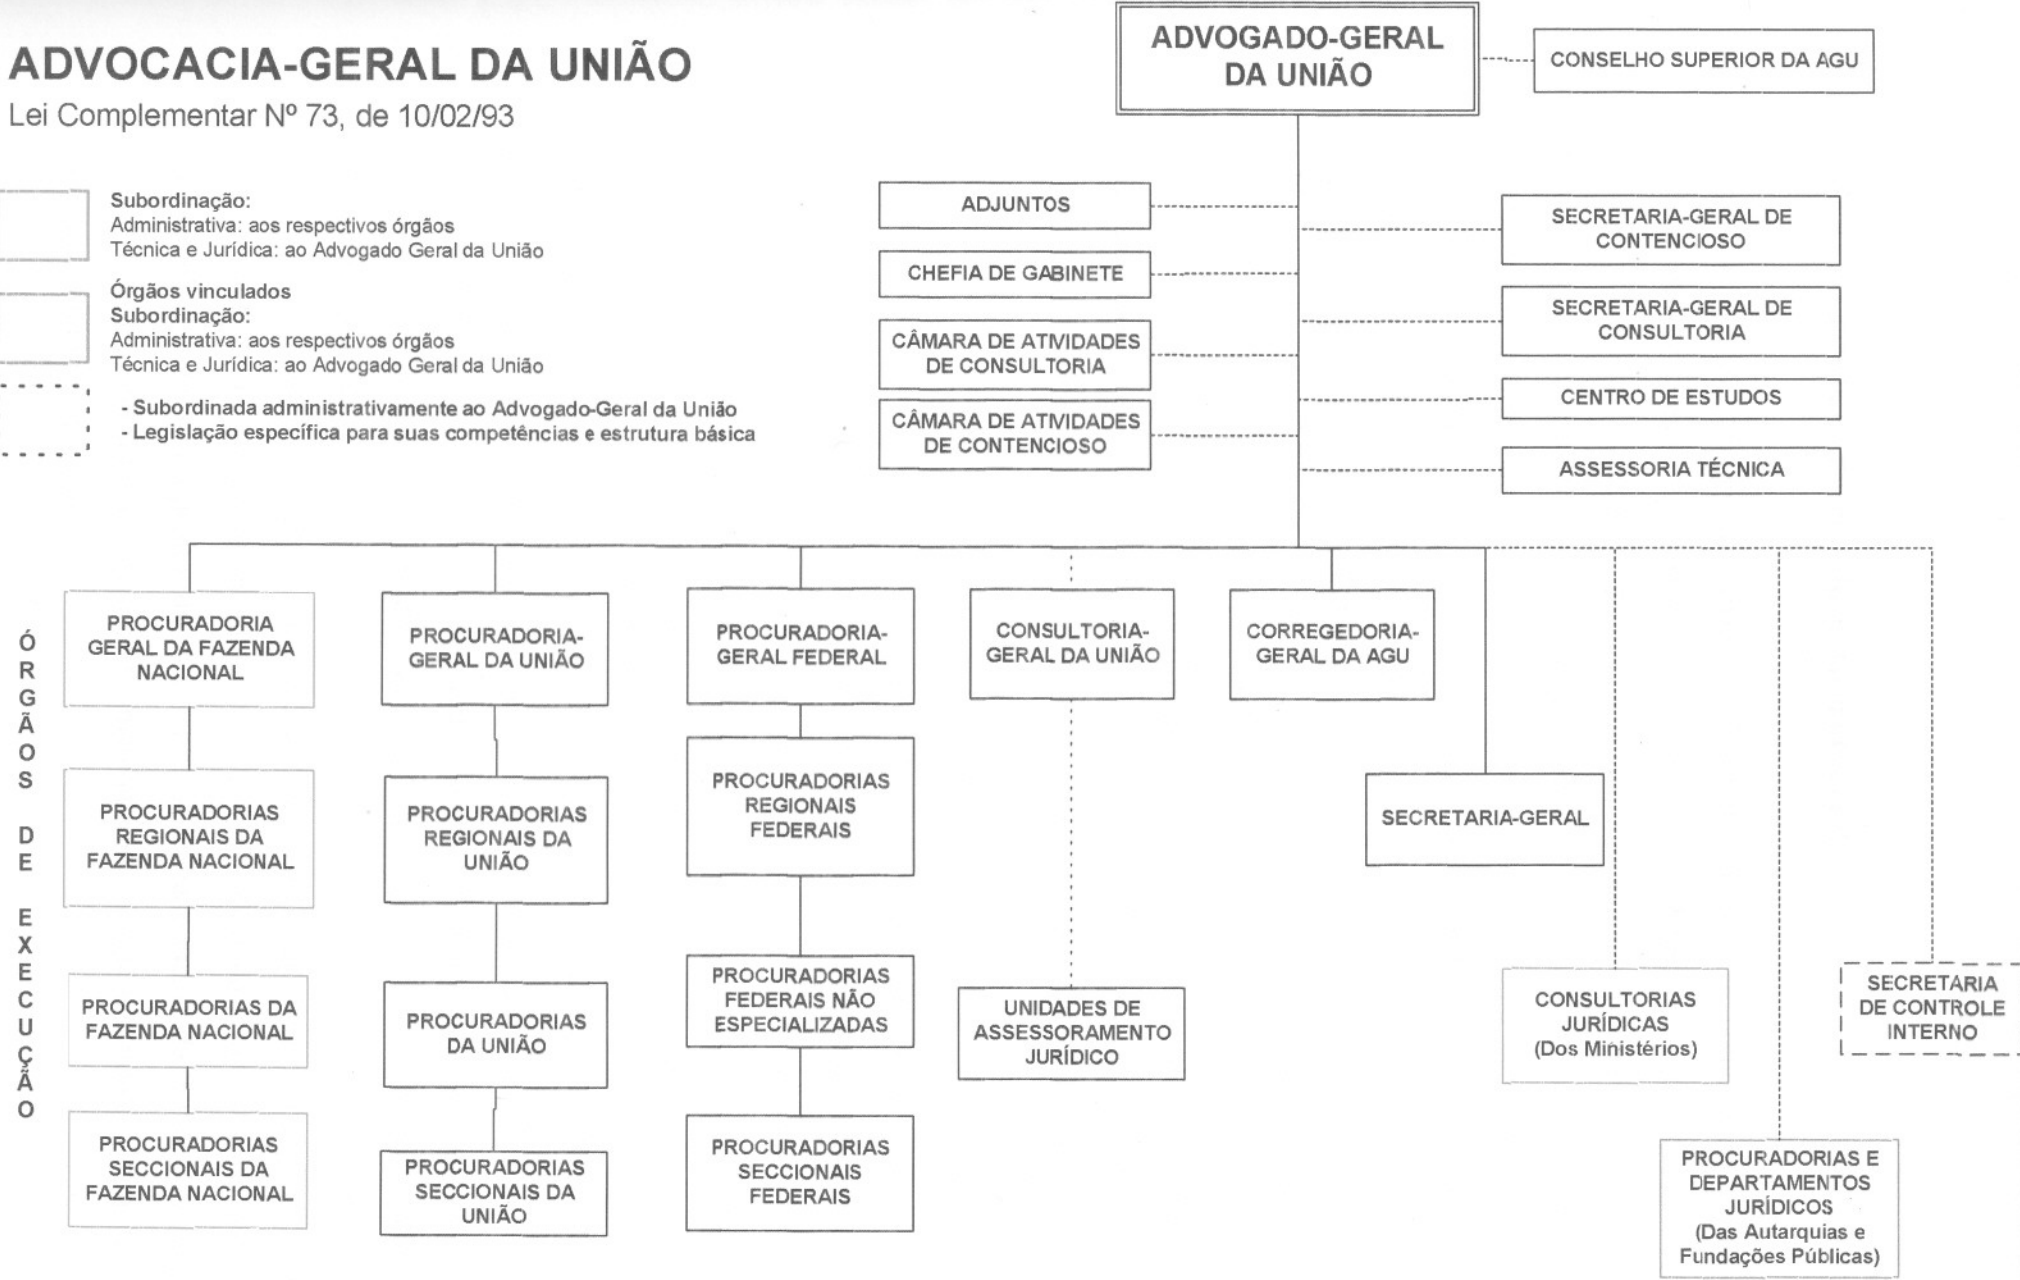 ADVOCACIA-GERAL DA UNIÃO
Lei Complementar Nº 73, de 10/02/93
ADVOGADO-GERAL
DA UNIÃO
CONSELHO SUPERIOR DA AGU
Subordinação:
Administrativa: aos respectivos órgãos
Técnica e Jurídica: ao Advogado Geral da União
Órgãos vinculados
Subordinação:
Administrativa: aos respectivos órgãos
Técnica e Jurídica: ao Advogado Geral da União
- Subordinada administrativamente ao Advogado-Geral da União
- Legislação específica para suas competências e estrutura básica
ADJUNTOS
CHEFIA DE GABINETE
CÂMARA DE ATIVIDADES
DE CONSULTORIA
CÂMARA DE ATIVIDADES
DE CONTENCIOSO
SECRETARIA-GERAL DE
CONTENCIOSO
SECRETARIA-GERAL DE
CONSULTORIA
CENTRO DE ESTUDOS
ASSESSORIA TÉCNICA
ÓRGÃOS DE EXECUÇÃO
PROCURADORIA
GERAL DA FAZENDA
NACIONAL
PROCURADORIAS
REGIONAIS DA
FAZENDA NACIONAL
PROCURADORIAS DA
FAZENDA NACIONAL
PROCURADORIAS
SECCIONAIS DA
FAZENDA NACIONAL
PROCURADORIA-
GERAL DA UNIÃO
PROCURADORIAS
REGIONAIS DA
UNIÃO
PROCURADORIAS
DA UNIÃO
PROCURADORIAS
SECCIONAIS DA
UNIÃO
PROCURADORIA-
GERAL FEDERAL
PROCURADORIAS
REGIONAIS
FEDERAIS
PROCURADORIAS
FEDERAIS NÃO
ESPECIALIZADAS
PROCURADORIAS
SECCIONAIS
FEDERAIS
CONSULTORIA-
GERAL DA UNIÃO
UNIDADES DE
ASSESSORAMENTO
JURÍDICO
CORREGEDORIA-
GERAL DA AGU
SECRETARIA-GERAL
CONSULTORIAS
JURÍDICAS
(Dos Ministérios)
PROCURADORIAS E
DEPARTAMENTOS
JURÍDICOS
(Das Autarquias e
Fundações Públicas)
SECRETARIA
DE CONTROLE
INTERNO